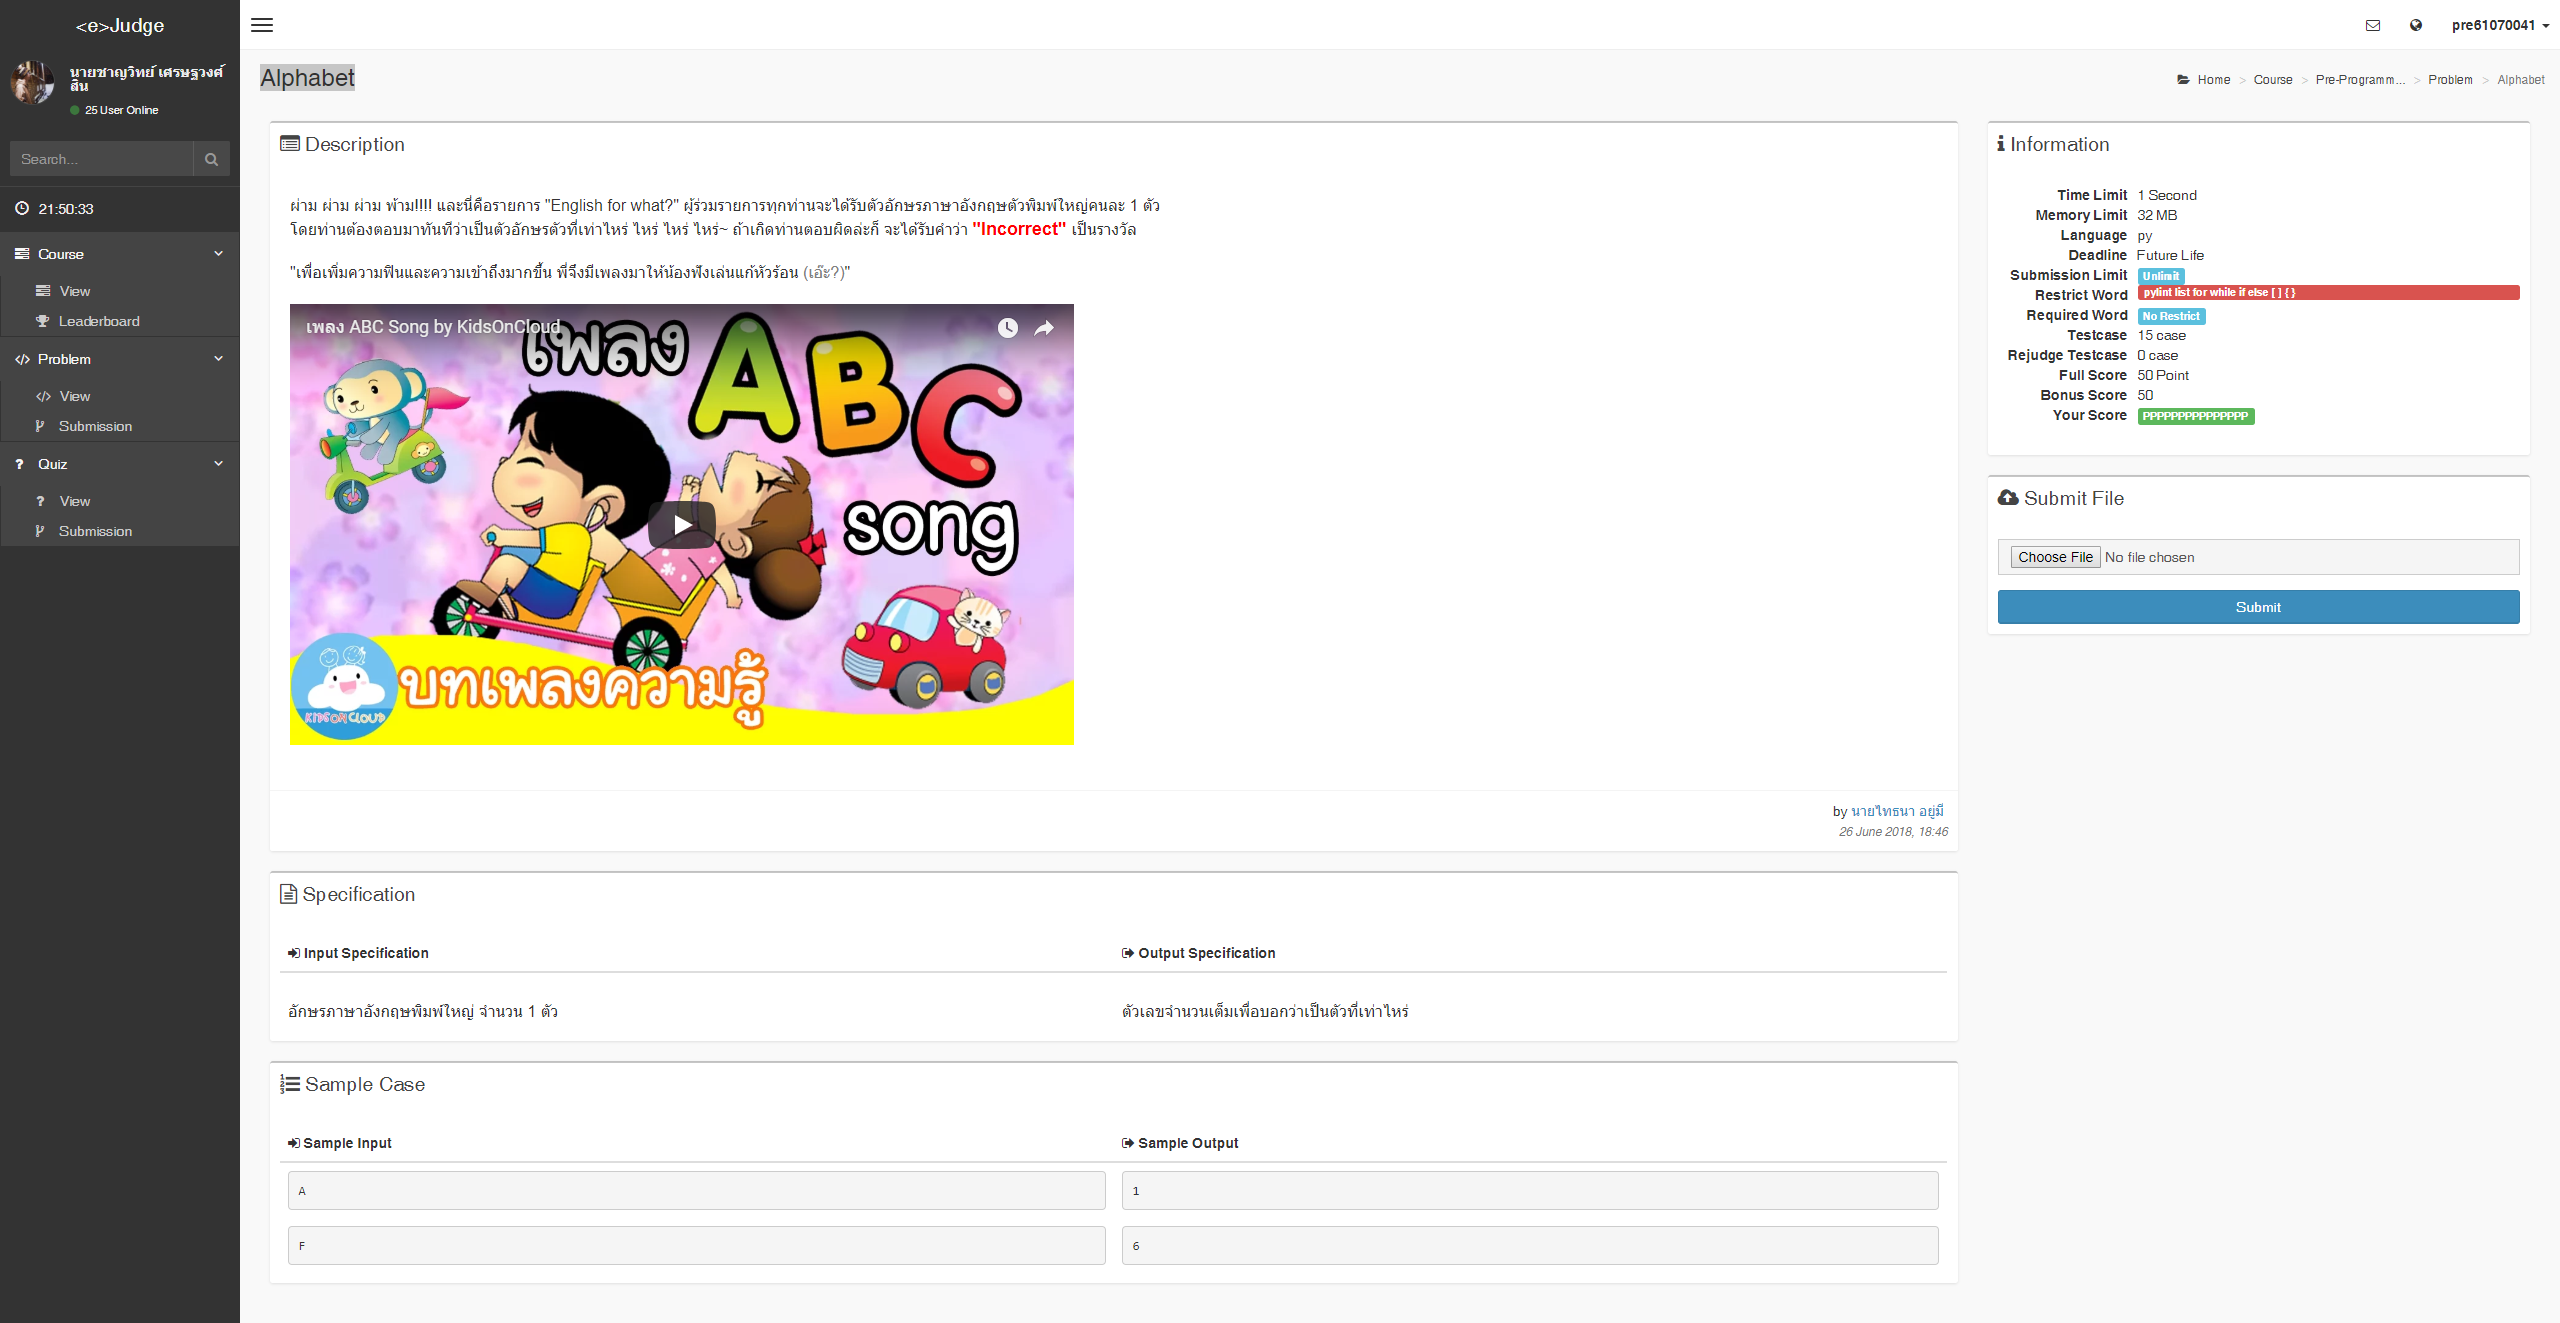 <e>Judge
pre61070041
นายชาญวิทย์ เศรษฐวงศ์
สิน
25 User Online
Search...
21:50:33
Course
View
Leaderboard
Problem
View
Submission
Quiz
View
Submission
Alphabet
Home > Course > Pre-Programm... > Problem > Alphabet
Description
ผ่าม ผ่าม ผ่าม พ้าม!!!! และนี่คือรายการ "English for what?" ผู้ร่วมรายการทุกท่านจะได้รับตัวอักษรภาษาอังกฤษตัวพิมพ์ใหญ่คนละ 1 ตัว
โดยท่านต้องตอบมาทันทีว่าเป็นตัวอักษรตัวที่เท่าไหร่ ไหร่ ไหร่ ไหร่~ ถ้าเกิดท่านตอบผิดล่ะก็ จะได้รับคำว่า "Incorrect" เป็นรางวัล
"เพื่อเพิ่มความฟินและความเข้าถึงมากขึ้น พี่จึงมีเพลงมาให้น้องฟังเล่นแก้หัวร้อน (เอ๊ะ?)"
เพลง ABC Song by KidsOnCloud
เพลง ABC
song
บทเพลงความรู้
KIDSONCLOUD
by นายไทธนา อยู่มี
26 June 2018, 18:46
Specification
Input Specification
Output Specification
อักษรภาษาอังกฤษพิมพ์ใหญ่ จำนวน 1 ตัว
ตัวเลขจำนวนเต็มเพื่อบอกว่าเป็นตัวที่เท่าไหร่
Sample Case
Sample Input
Sample Output
A
1
F
6
Information
Time Limit 1 Second
Memory Limit 32 MB
Language py
Deadline Future Life
Submission Limit Unlimit
Restrict Word pylint list for while if else [ ] { }
Required Word No Restrict
Testcase 15 case
Rejudge Testcase 0 case
Full Score 50 Point
Bonus Score 50
Your Score PPPPPPPPPPPPPPP
Submit File
Choose File No file chosen
Submit